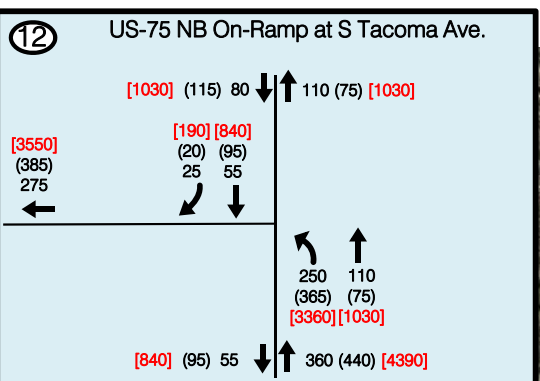 12
US-75 NB On-Ramp at S Tacoma Ave.
[1030] (115) 80
110 (75) [1030]
[3550]
(385)
275
[190] [840]
(20) (95)
25 55
250 110
(365) (75)
[3360] [1030]
[840] (95) 55
360 (440) [4390]